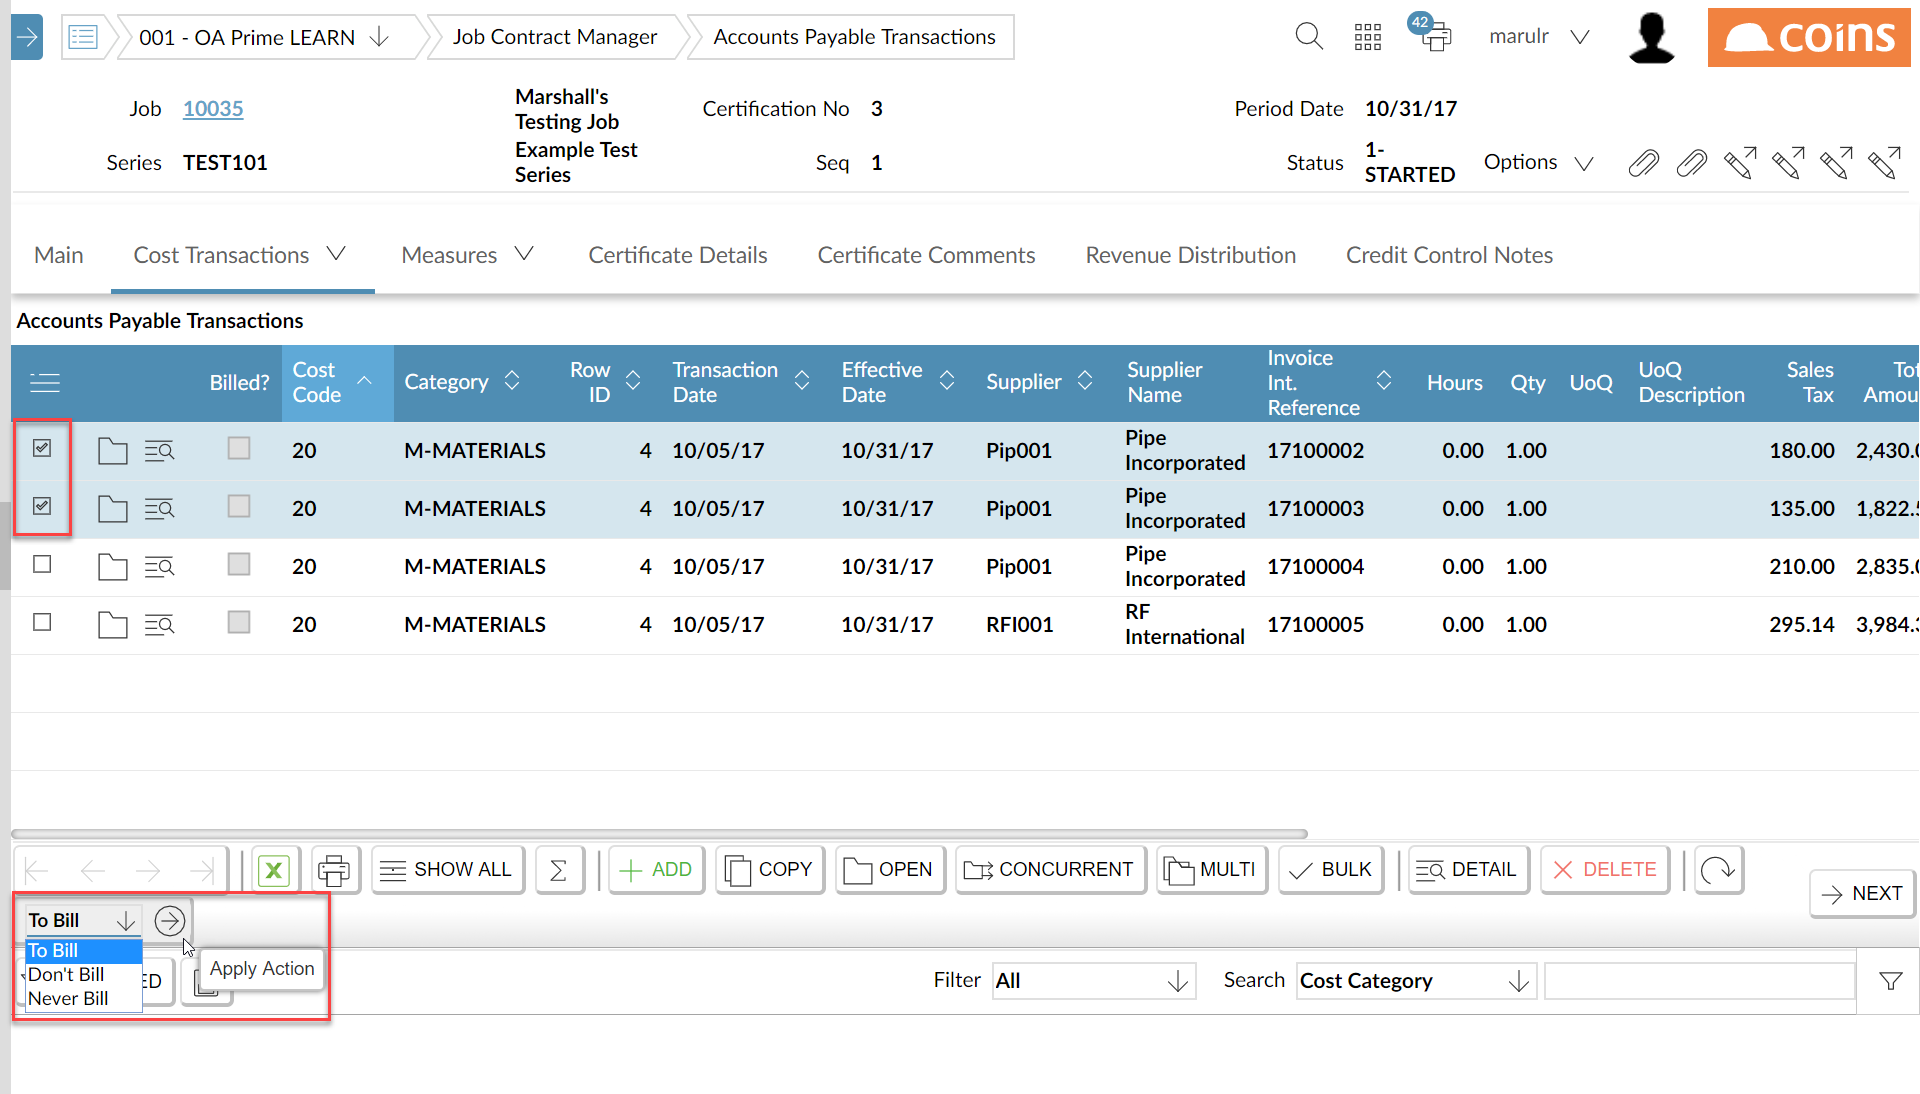 001 - OA Prime LEARN
Job Contract Manager
Accounts Payable Transactions
42
marulr
coins
Job 10035
Marshall's
Testing Job
Certification No 3
Period Date 10/31/17
Series TEST101
Example Test
Series
Seq 1
Status 1-
STARTED
Options
Main Cost Transactions Measures Certificate Details Certificate Comments Revenue Distribution Credit Control Notes
Accounts Payable Transactions
Billed?
Cost
Code
Category
Row
ID
Transaction
Date
Effective
Date
Supplier
Supplier
Name
Invoice
Int.
Reference
Hours
Qty
UoQ
UoQ
Description
Sales
Tax
Tot
Amou
20 M-MATERIALS 4 10/05/17 10/31/17 Pip001 Pipe
Incorporated 17100002 0.00 1.00 180.00 2,430.0
20 M-MATERIALS 4 10/05/17 10/31/17 Pip001 Pipe
Incorporated 17100003 0.00 1.00 135.00 1,822.5
20 M-MATERIALS 4 10/05/17 10/31/17 Pip001 Pipe
Incorporated 17100004 0.00 1.00 210.00 2,835.0
20 M-MATERIALS 4 10/05/17 10/31/17 RFI001 RF
International 17100005 0.00 1.00 295.14 3,984.3
SHOW ALL Σ ADD COPY OPEN CONCURRENT MULTI BULK DETAIL DELETE
NEXT
To Bill
To Bill
Don't Bill
Never Bill
ED
Apply Action
Filter All
Search Cost Category